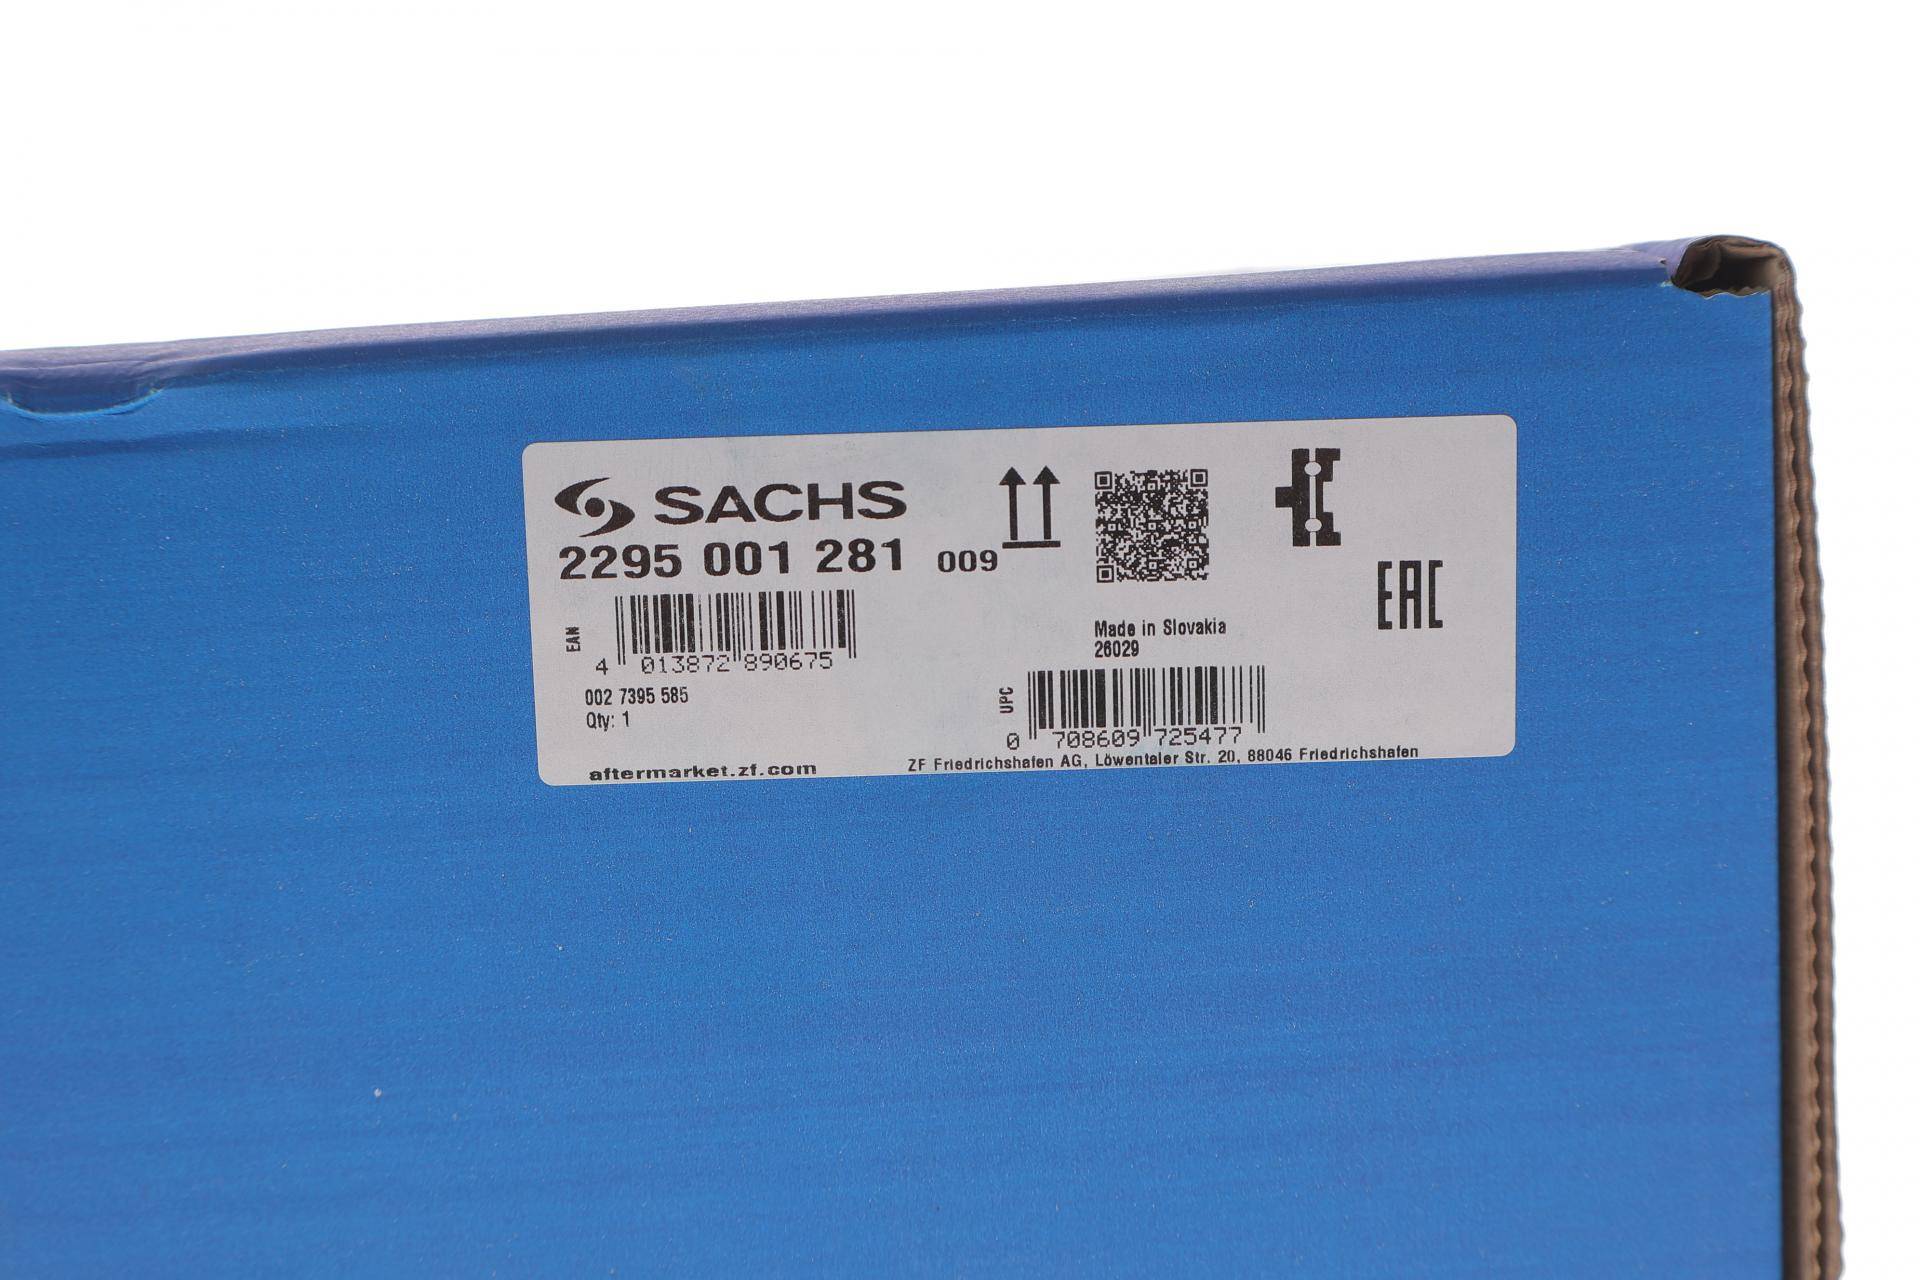 SACHS
2295 001 281 009
EAN
4 013872 890675
002 7395 585
Qty: 1
aftermarket.zf.com
Made in Slovakia
26029
EAC
UPC
0 708609 725477
ZF Friedrichshafen AG, Löwentaler Str. 20, 88046 Friedrichshafen